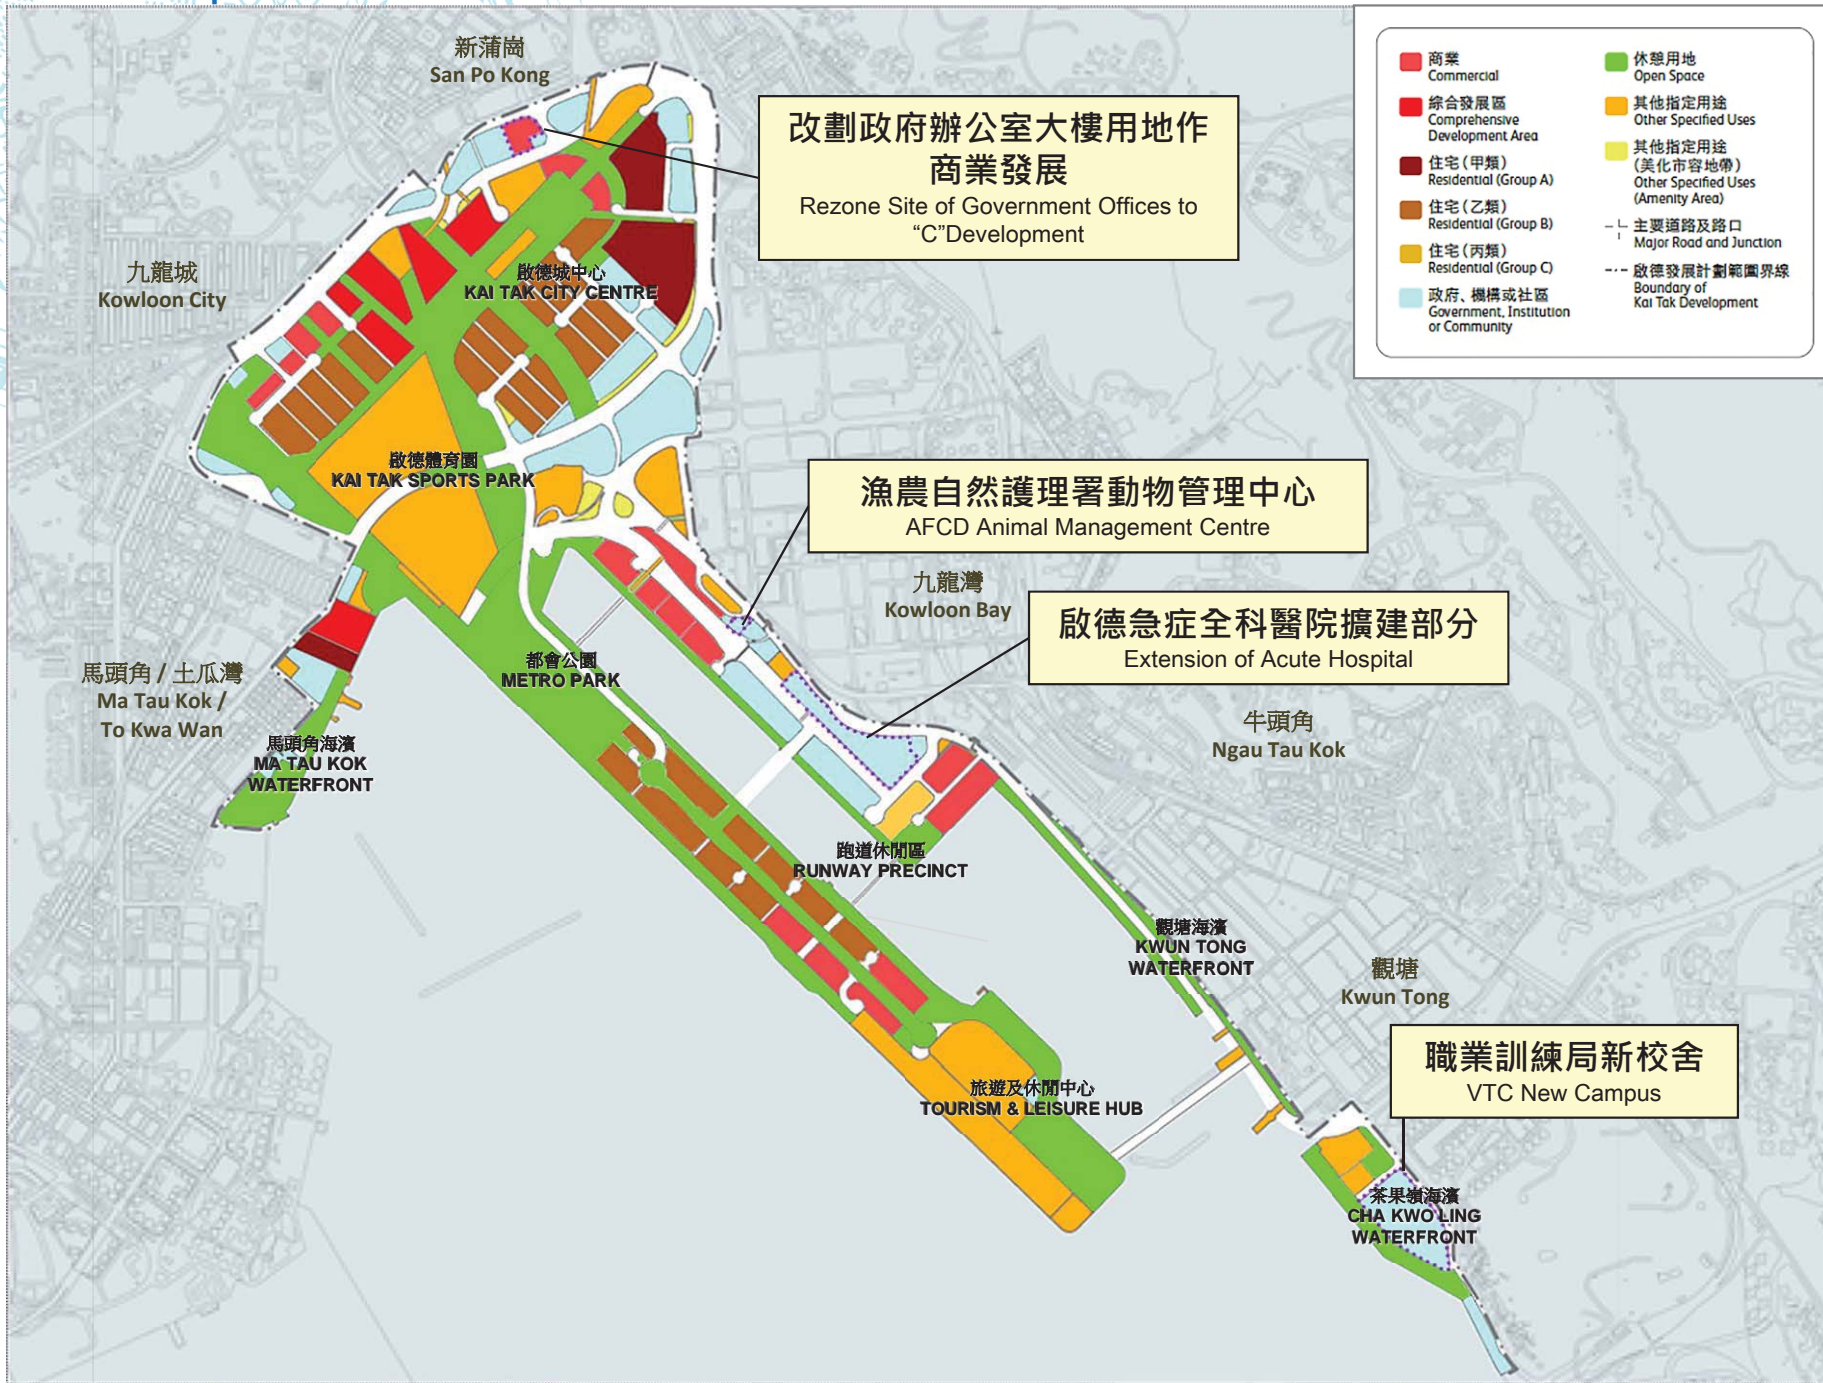 新蒲崗
San Po Kong
改劃政府辦公室大樓用地作
商業發展
Rezone Site of Government Offices to
“C”Development
商業
Commercial
綜合發展區
Comprehensive
Development Area
住宅(甲類)
Residential (Group A)
住宅(乙類)
Residential (Group B)
住宅(丙類)
Residential (Group C)
政府、機構或社區
Government, Institution
or Community
休憩用地
Open Space
其他指定用途
Other Specified Uses
其他指定用途
(美化市容地帶)
Other Specified Uses
(Amenity Area)
主要道路及路口
Major Road and Junction
啟德發展計劃範圍界線
Boundary of
Kai Tak Development
九龍城
Kowloon City
啟德城中心
KAI TAK CITY CENTRE
啟德體育園
KAI TAK SPORTS PARK
漁農自然護理署動物管理中心
AFCD Animal Management Centre
九龍灣
Kowloon Bay
啟德急症全科醫院擴建部分
Extension of Acute Hospital
馬頭角 / 土瓜灣
Ma Tau Kok /
To Kwa Wan
都會公園
METRO PARK
馬頭角海濱
MA TAU KOK
WATERFRONT
牛頭角
Ngau Tau Kok
跑道休閒區
RUNWAY PRECINCT
觀塘海濱
KWUN TONG
WATERFRONT
觀塘
Kwun Tong
職業訓練局新校舍
VTC New Campus
旅遊及休閒中心
TOURISM & LEISURE HUB
茶果嶺海濱
CHA KWO LING
WATERFRONT